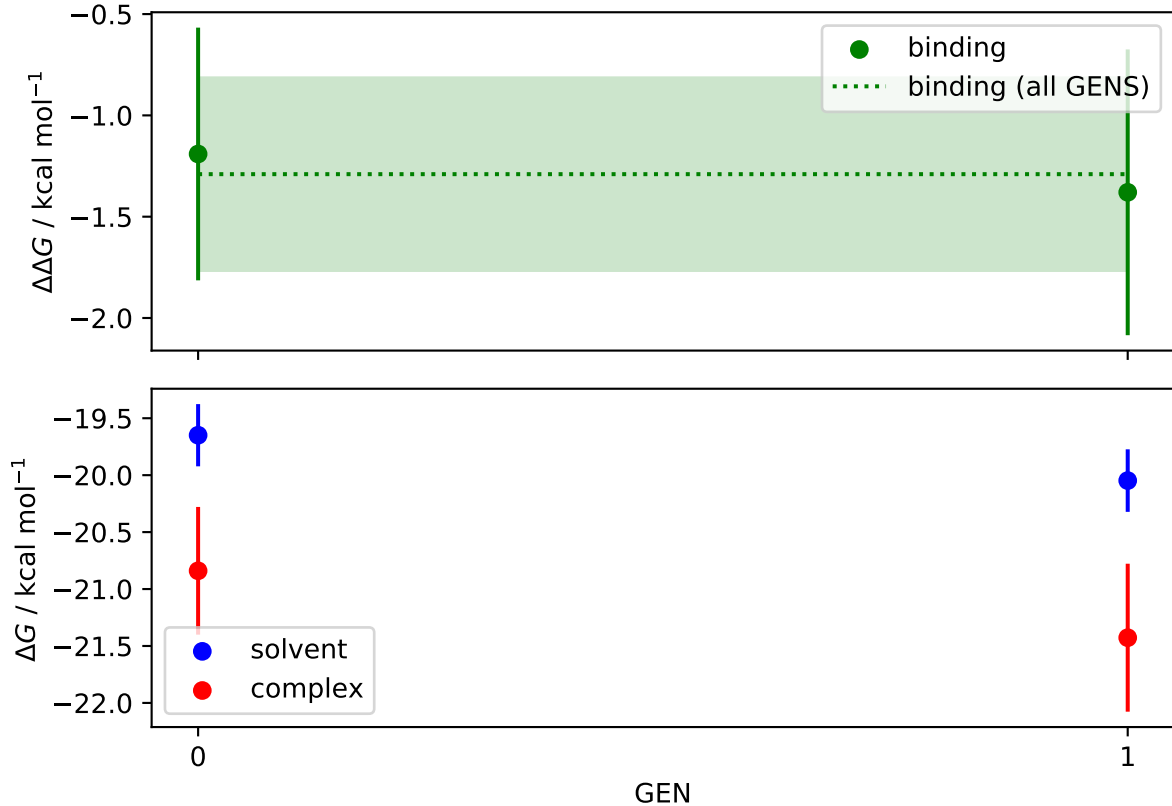 −0.5
−1.0
−1.5
−2.0
ΔΔG / kcal mol⁻¹
binding
binding (all GENS)
−19.5
−20.0
−20.5
−21.0
−21.5
−22.0
ΔG / kcal mol⁻¹
solvent
complex
0 1
GEN